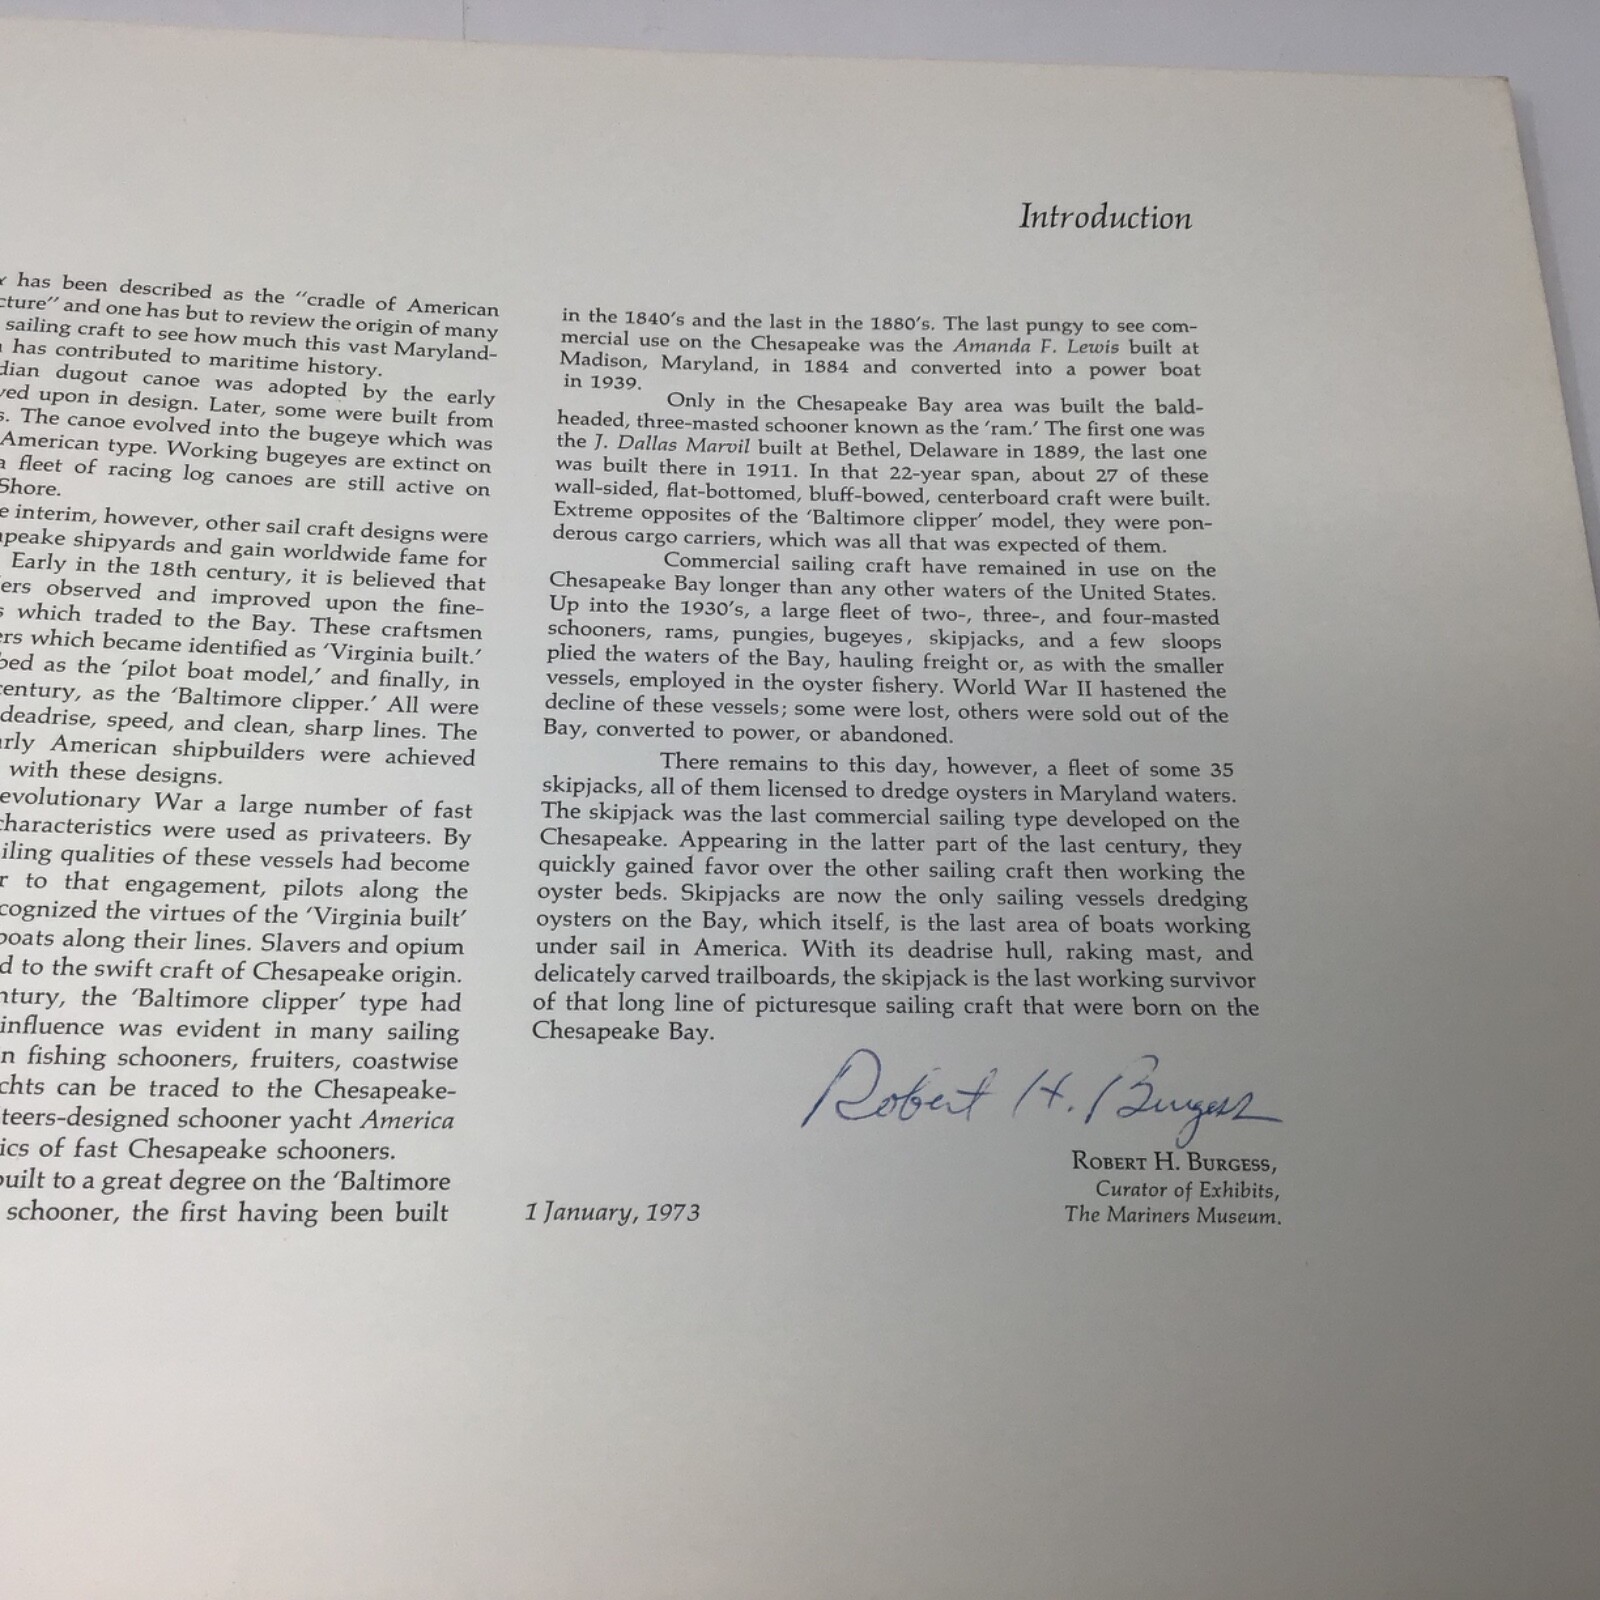 Introduction
has been described as the "cradle of American
cture" and one has but to review the origin of many
sailing craft to see how much this vast Maryland-
has contributed to maritime history.
dian dugout canoe was adopted by the early
ved upon in design. Later, some were built from
s. The canoe evolved into the bugeye which was
American type. Working bugeyes are extinct on
a fleet of racing log canoes are still active on
Shore.
e interim, however, other sail craft designs were
apeake shipyards and gain worldwide fame for
Early in the 18th century, it is believed that
ers observed and improved upon the fine-
s which traded to the Bay. These craftsmen
ers which became identified as 'Virginia built.'
bed as the 'pilot boat model,' and finally, in
century, as the 'Baltimore clipper.' All were
deadrise, speed, and clean, sharp lines. The
arly American shipbuilders were achieved
with these designs.
evolutionary War a large number of fast
characteristics were used as privateers. By
iling qualities of these vessels had become
r to that engagement, pilots along the
cognized the virtues of the 'Virginia built'
boats along their lines. Slavers and opium
d to the swift craft of Chesapeake origin.
ntury, the 'Baltimore clipper' type had
influence was evident in many sailing
n fishing schooners, fruiters, coastwise
chts can be traced to the Chesapeake-
teers-designed schooner yacht America
ics of fast Chesapeake schooners.
built to a great degree on the 'Baltimore
schooner, the first having been built
in the 1840's and the last in the 1880's. The last pungy to see com-
mercial use on the Chesapeake was the Amanda F. Lewis built at
Madison, Maryland, in 1884 and converted into a power boat
in 1939.
Only in the Chesapeake Bay area was built the bald-
headed, three-masted schooner known as the 'ram.' The first one was
the J. Dallas Marvil built at Bethel, Delaware in 1889, the last one
was built there in 1911. In that 22-year span, about 27 of these
wall-sided, flat-bottomed, bluff-bowed, centerboard craft were built.
Extreme opposites of the 'Baltimore clipper' model, they were pon-
derous cargo carriers, which was all that was expected of them.
Commercial sailing craft have remained in use on the
Chesapeake Bay longer than any other waters of the United States.
Up into the 1930's, a large fleet of two-, three-, and four-masted
schooners, rams, pungies, bugeyes, skipjacks, and a few sloops
plied the waters of the Bay, hauling freight or, as with the smaller
vessels, employed in the oyster fishery. World War II hastened the
decline of these vessels; some were lost, others were sold out of the
Bay, converted to power, or abandoned.
There remains to this day, however, a fleet of some 35
skipjacks, all of them licensed to dredge oysters in Maryland waters.
The skipjack was the last commercial sailing type developed on the
Chesapeake. Appearing in the latter part of the last century, they
quickly gained favor over the other sailing craft then working the
oyster beds. Skipjacks are now the only sailing vessels dredging
oysters on the Bay, which itself, is the last area of boats working
under sail in America. With its deadrise hull, raking mast, and
delicately carved trailboards, the skipjack is the last working survivor
of that long line of picturesque sailing craft that were born on the
Chesapeake Bay.
Robert H. Burgess
ROBERT H. BURGESS,
Curator of Exhibits,
The Mariners Museum.
1 January, 1973